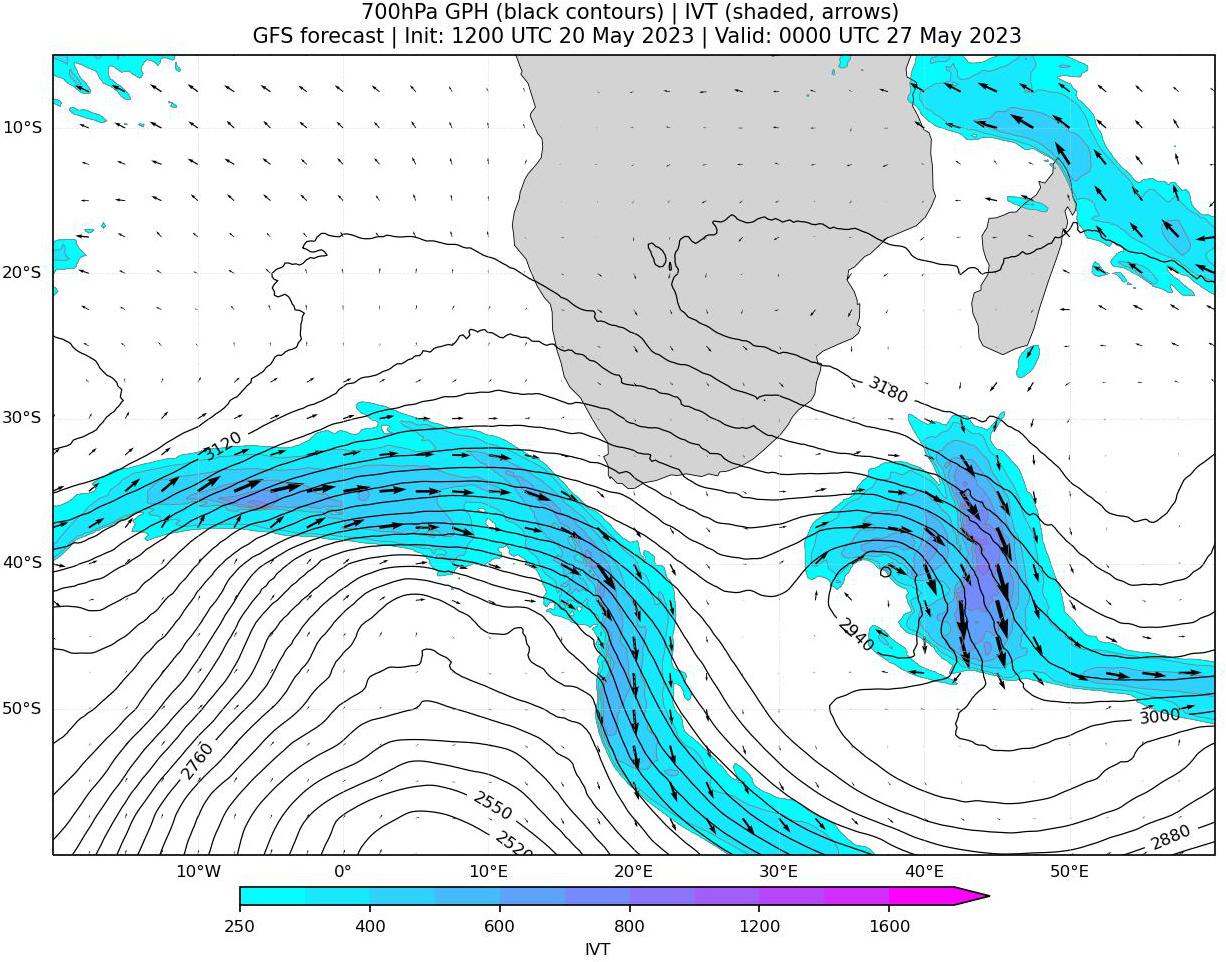 700hPa GPH (black contours) | IVT (shaded, arrows)
GFS forecast | Init: 1200 UTC 20 May 2023 | Valid: 0000 UTC 27 May 2023
10°S
20°S
3180
30°S
3120
40°S
2940
50°S
3000
2760
2550
2520
2880
10°W 0° 10°E 20°E 30°E 40°E 50°E
250 400 600 800 1200 1600
IVT